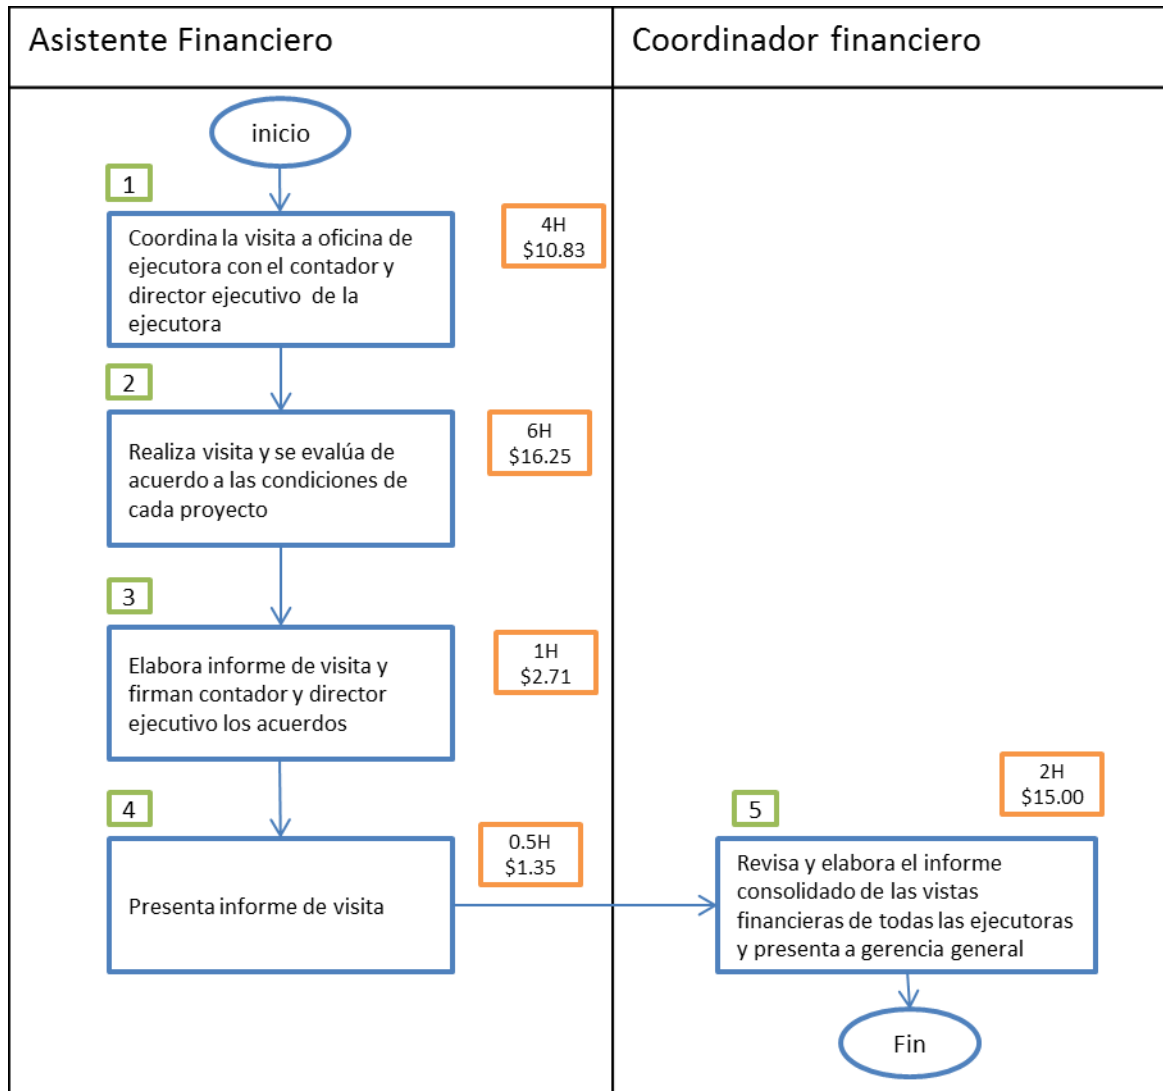 Asistente Financiero
Coordinador financiero
inicio
1
Coordina la visita a oficina de
ejecutora con el contador y
director ejecutivo de la
ejecutora
4H
$10.83
2
Realiza visita y se evalúa de
acuerdo a las condiciones de
cada proyecto
6H
$16.25
3
Elabora informe de visita y
firman contador y director
ejecutivo los acuerdos
1H
$2.71
4
Presenta informe de visita
0.5H
$1.35
5
Revisa y elabora el informe
consolidado de las vistas
financieras de todas las ejecutoras
y presenta a gerencia general
2H
$15.00
Fin